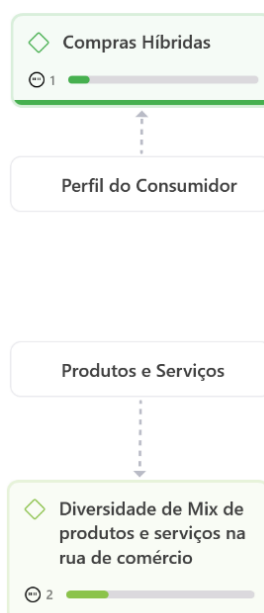 Compras Híbridas
1
Perfil do Consumidor
Produtos e Serviços
Diversidade de Mix de
produtos e serviços na
rua de comércio
2